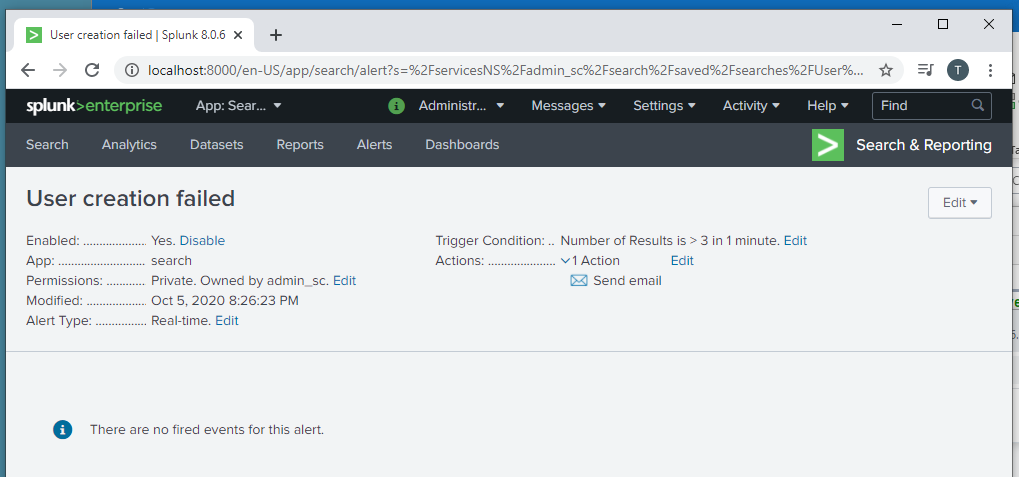 User creation failed | Splunk 8.0.6
localhost:8000/en-US/app/search/alert?s=%2FservicesNS%2Fadmin_sc%2Fsearch%2Fsaved%2Fsearches%2FUser%...
T
splunk>enterprise App: Sear... i Administr... Messages Settings Activity Help Find
Search Analytics Datasets Reports Alerts Dashboards > Search & Reporting
User creation failed
Edit
Enabled: ................... Yes. Disable
App: .......................... search
Permissions: ............. Private. Owned by admin_sc. Edit
Modified: .................. Oct 5, 2020 8:26:23 PM
Alert Type: ............... Real-time. Edit
Trigger Condition: .. Number of Results is > 3 in 1 minute. Edit
Actions: .................... 1 Action Edit
Send email
There are no fired events for this alert.